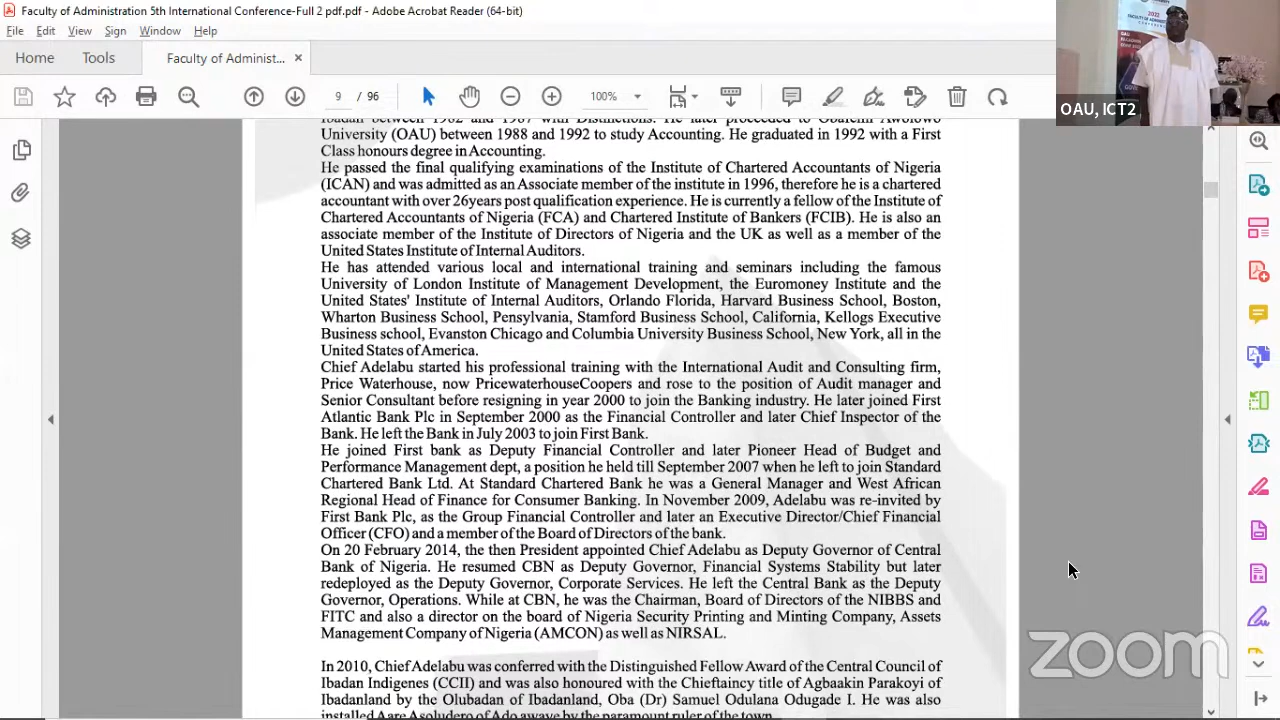 Faculty of Administration 5th International Conference-Full 2 pdf.pdf - Adobe Acrobat Reader (64-bit)
File Edit View Sign Window Help
Home Tools Faculty of Administ... ×
9 / 96 100%
OAU, ICT2
Ibadan between 1982 and 1987 with Distinctions. He later proceeded to Obafemi Awolowo
University (OAU) between 1988 and 1992 to study Accounting. He graduated in 1992 with a First
Class honours degree in Accounting.
He passed the final qualifying examinations of the Institute of Chartered Accountants of Nigeria
(ICAN) and was admitted as an Associate member of the institute in 1996, therefore he is a chartered
accountant with over 26years post qualification experience. He is currently a fellow of the Institute of
Chartered Accountants of Nigeria (FCA) and Chartered Institute of Bankers (FCIB). He is also an
associate member of the Institute of Directors of Nigeria and the UK as well as a member of the
United States Institute of Internal Auditors.
He has attended various local and international training and seminars including the famous
University of London Institute of Management Development, the Euromoney Institute and the
United States' Institute of Internal Auditors, Orlando Florida, Harvard Business School, Boston,
Wharton Business School, Pensylvania, Stamford Business School, California, Kellogs Executive
Business school, Evanston Chicago and Columbia University Business School, New York, all in the
United States of America.
Chief Adelabu started his professional training with the International Audit and Consulting firm,
Price Waterhouse, now PricewaterhouseCoopers and rose to the position of Audit manager and
Senior Consultant before resigning in year 2000 to join the Banking industry. He later joined First
Atlantic Bank Plc in September 2000 as the Financial Controller and later Chief Inspector of the
Bank. He left the Bank in July 2003 to join First Bank.
He joined First bank as Deputy Financial Controller and later Pioneer Head of Budget and
Performance Management dept, a position he held till September 2007 when he left to join Standard
Chartered Bank Ltd. At Standard Chartered Bank he was a General Manager and West African
Regional Head of Finance for Consumer Banking. In November 2009, Adelabu was re-invited by
First Bank Plc, as the Group Financial Controller and later an Executive Director/Chief Financial
Officer (CFO) and a member of the Board of Directors of the bank.
On 20 February 2014, the then President appointed Chief Adelabu as Deputy Governor of Central
Bank of Nigeria. He resumed CBN as Deputy Governor, Financial Systems Stability but later
redeployed as the Deputy Governor, Corporate Services. He left the Central Bank as the Deputy
Governor, Operations. While at CBN, he was the Chairman, Board of Directors of the NIBBS and
FITC and also a director on the board of Nigeria Security Printing and Minting Company, Assets
Management Company of Nigeria (AMCON) as well as NIRSAL.
In 2010, Chief Adelabu was conferred with the Distinguished Fellow Award of the Central Council of
Ibadan Indigenes (CCII) and was also honoured with the Chieftaincy title of Agbaakin Parakoyi of
Ibadanland by the Olubadan of Ibadanland, Oba (Dr) Samuel Odulana Odugade I. He was also
installed Aare Asoludero of Ado awaye by the paramount ruler of the town.
zoom